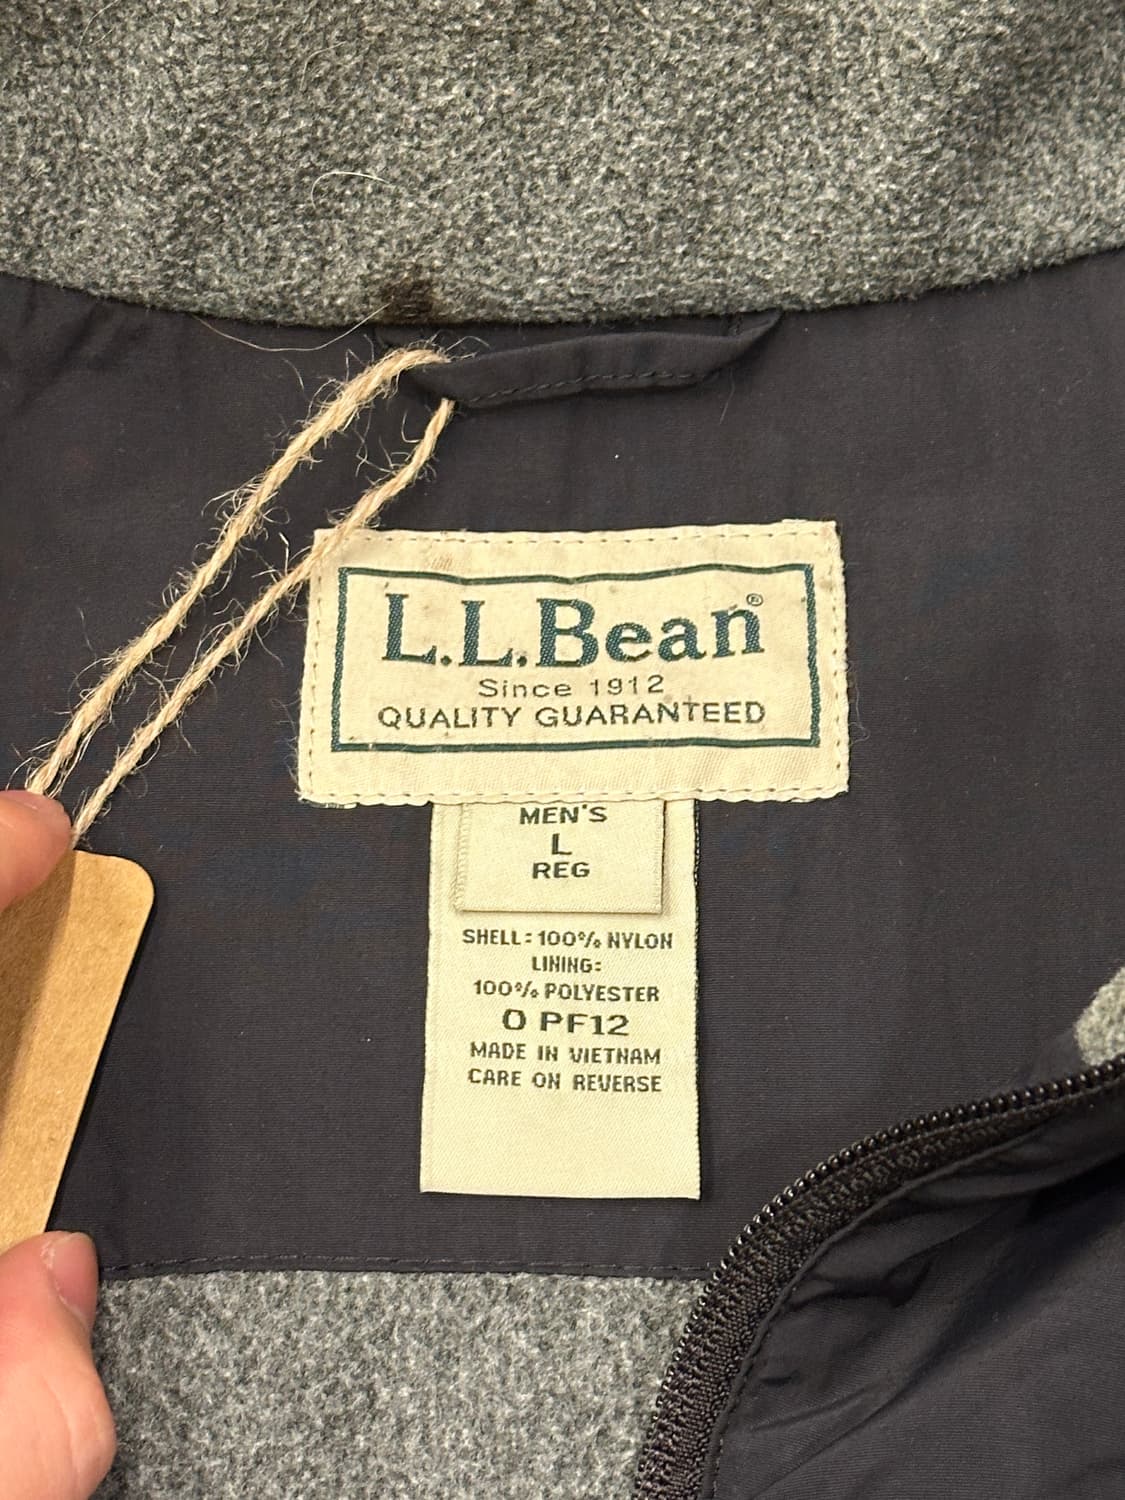 L.L.Bean®
Since 1912
QUALITY GUARANTEED
MEN'S
L
REG
SHELL: 100% NYLON
LINING:
100% POLYESTER
0 PF12
MADE IN VIETNAM
CARE ON REVERSE